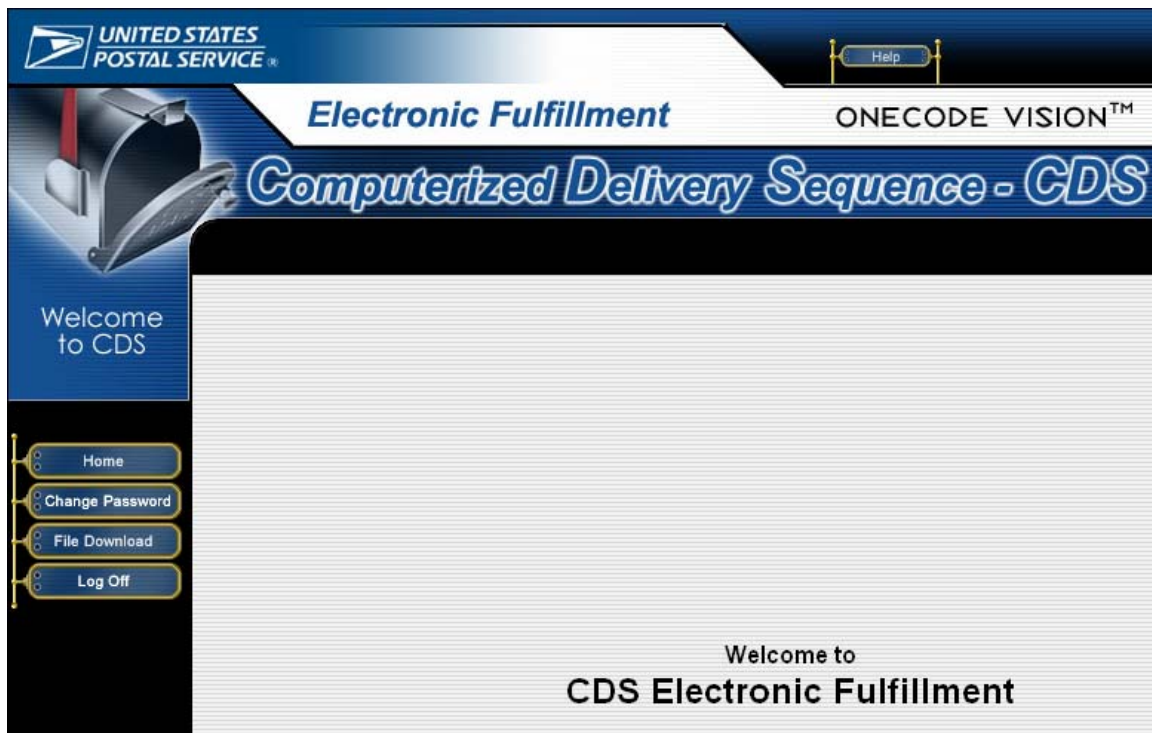 UNITED STATES
POSTAL SERVICE ®
Help
Electronic Fulfillment
ONECODE VISION™
Computerized Delivery Sequence - CDS
Welcome
to CDS
Home
Change Password
File Download
Log Off
Welcome to
CDS Electronic Fulfillment